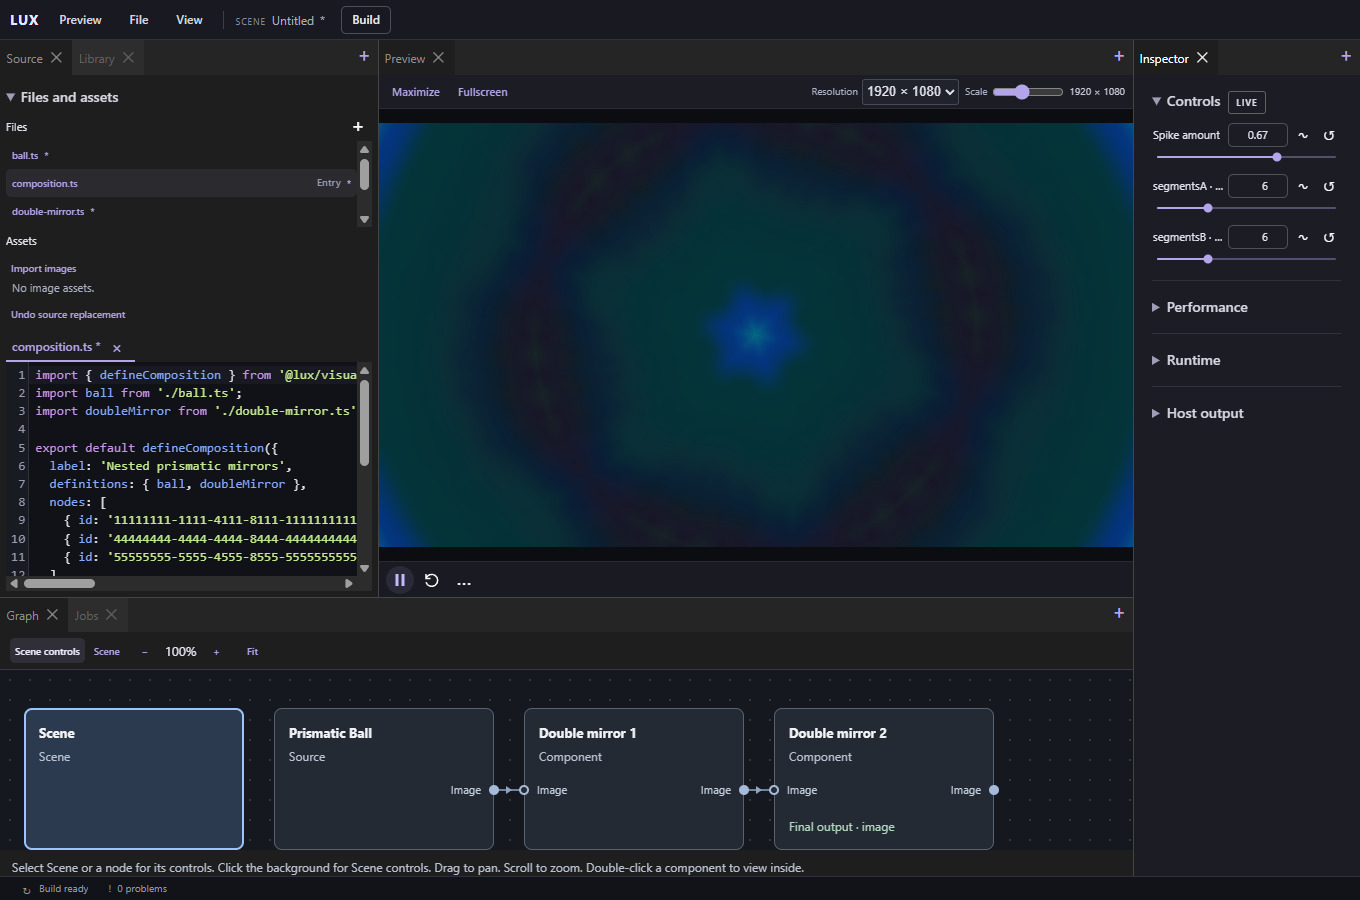 LUX Preview File View SCENE Untitled * Build
Source Library +
Files and assets
Files +
ball.ts *
composition.ts Entry *
double-mirror.ts *
Assets
Import images
No image assets.
Undo source replacement
composition.ts * ×
1 import { defineComposition } from '@lux/visua
2 import ball from './ball.ts';
3 import doubleMirror from './double-mirror.ts'
4
5 export default defineComposition({
6 label: 'Nested prismatic mirrors',
7 definitions: { ball, doubleMirror },
8 nodes: [
9 { id: '11111111-1111-4111-8111-1111111111
10 { id: '44444444-4444-4444-8444-4444444444
11 { id: '55555555-5555-4555-8555-5555555555
12 ]
Preview +
Maximize Fullscreen Resolution 1920 × 1080 Scale 1920 × 1080
...
Inspector +
Controls LIVE
Spike amount 0.67
segmentsA · ... 6
segmentsB · ... 6
Performance
Runtime
Host output
Graph Jobs +
Scene controls Scene − 100% + Fit
Scene
Scene
Prismatic Ball
Source
Image
Double mirror 1
Component
Image Image
Double mirror 2
Component
Image Image
Final output · image
Select Scene or a node for its controls. Click the background for Scene controls. Drag to pan. Scroll to zoom. Double-click a component to view inside.
Build ready ! 0 problems